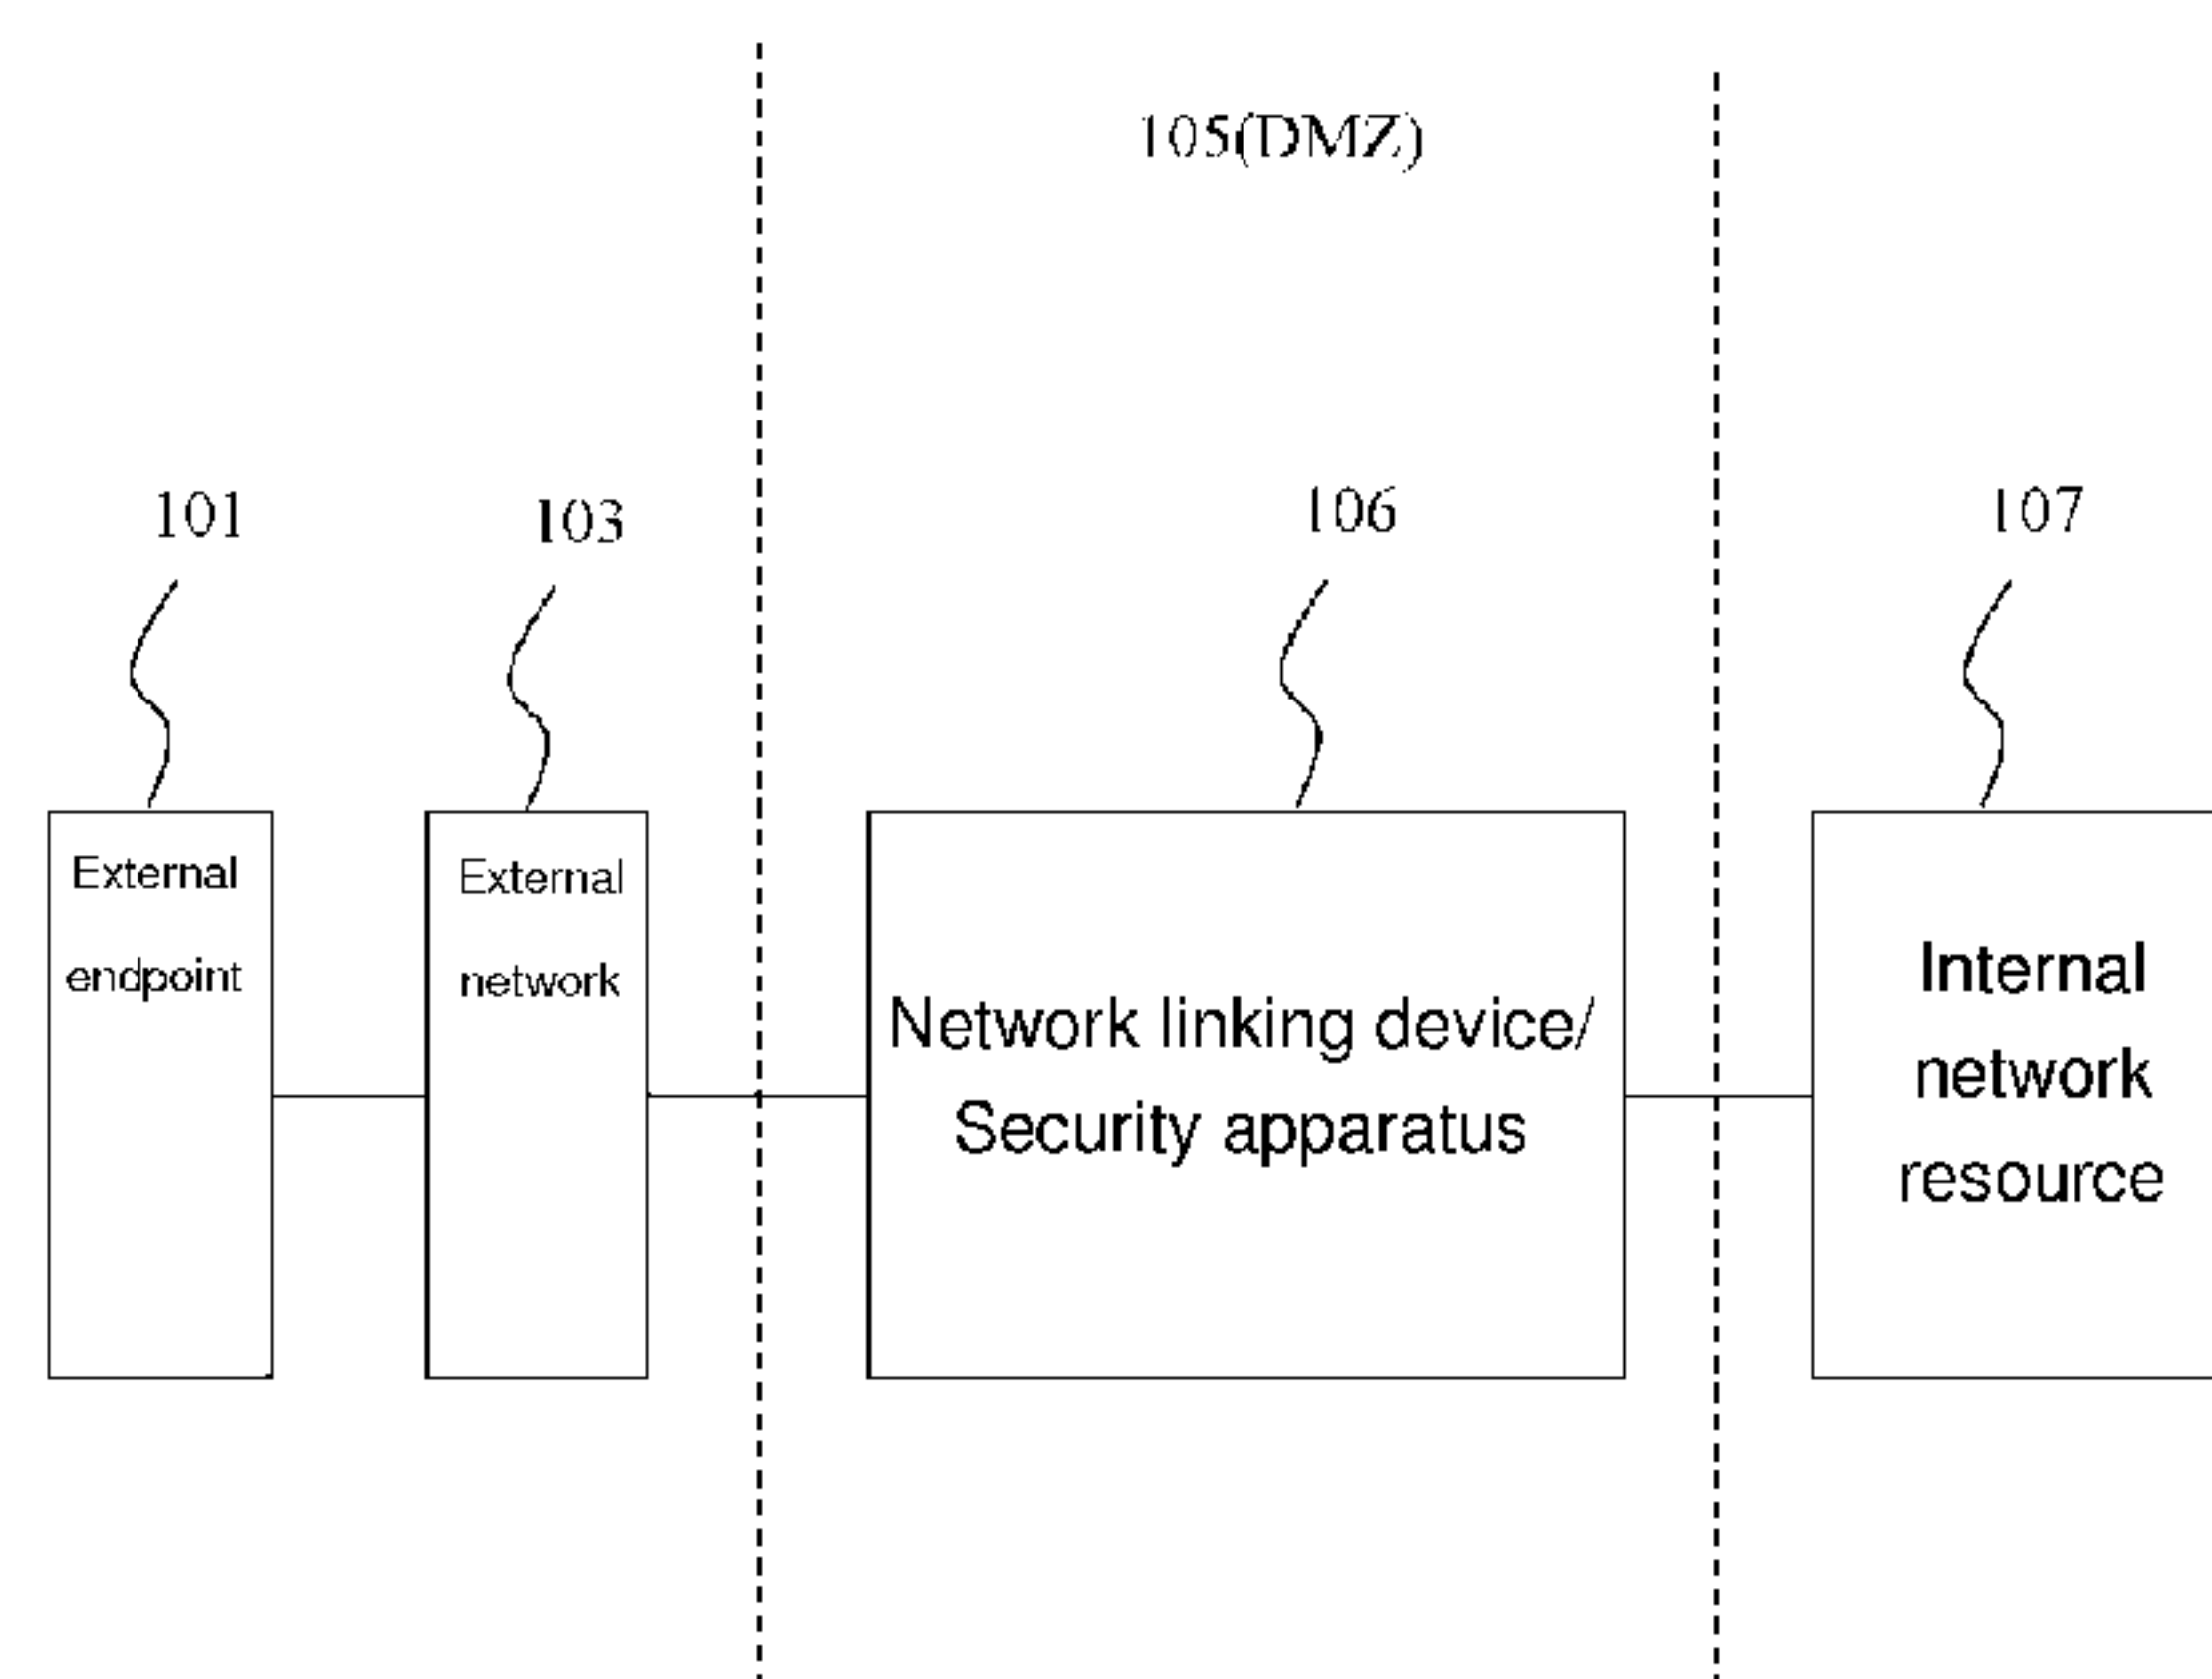 105(DMZ)
101
103
106
107
External
endpoint
External
network
Network linking device/
Security apparatus
Internal
network
resource